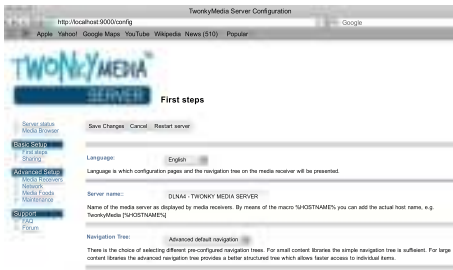 TwonkyMedia Server Configuration
http://localhost:9000/config
Google
Apple Yahoo! Google Maps YouTube Wikipedia News (510) Popular
TWONKYMEDIA
SERVER
First steps
Server status
Media Browser
Save Changes Cancel Restart server
Basic Setup
First steps
Sharing
Advanced Setup
Media Receivers
Network
Media Feeds
Maintenance
Support
FAQ
Forum
Language:
English
Language is which configuration pages and the navigation tree on the media receiver will be presented.
Server name::
DLNA4 - TWONKY MEDIA SERVER
Name of the media server as displayed by media receivers. By means of the macro %HOSTNAME% you can add the actual host name, e.g.
TwonkyMedia [%HOSTNAME%]
Navigation Tree:
Advanced default navigation
There is the choice of selecting different pre-configured navigation trees. For small content libraries the simple navigation tree is suffeient. For large
content libraries the advanced navigation tree provides a better structured tree which allows faster access to individual items.